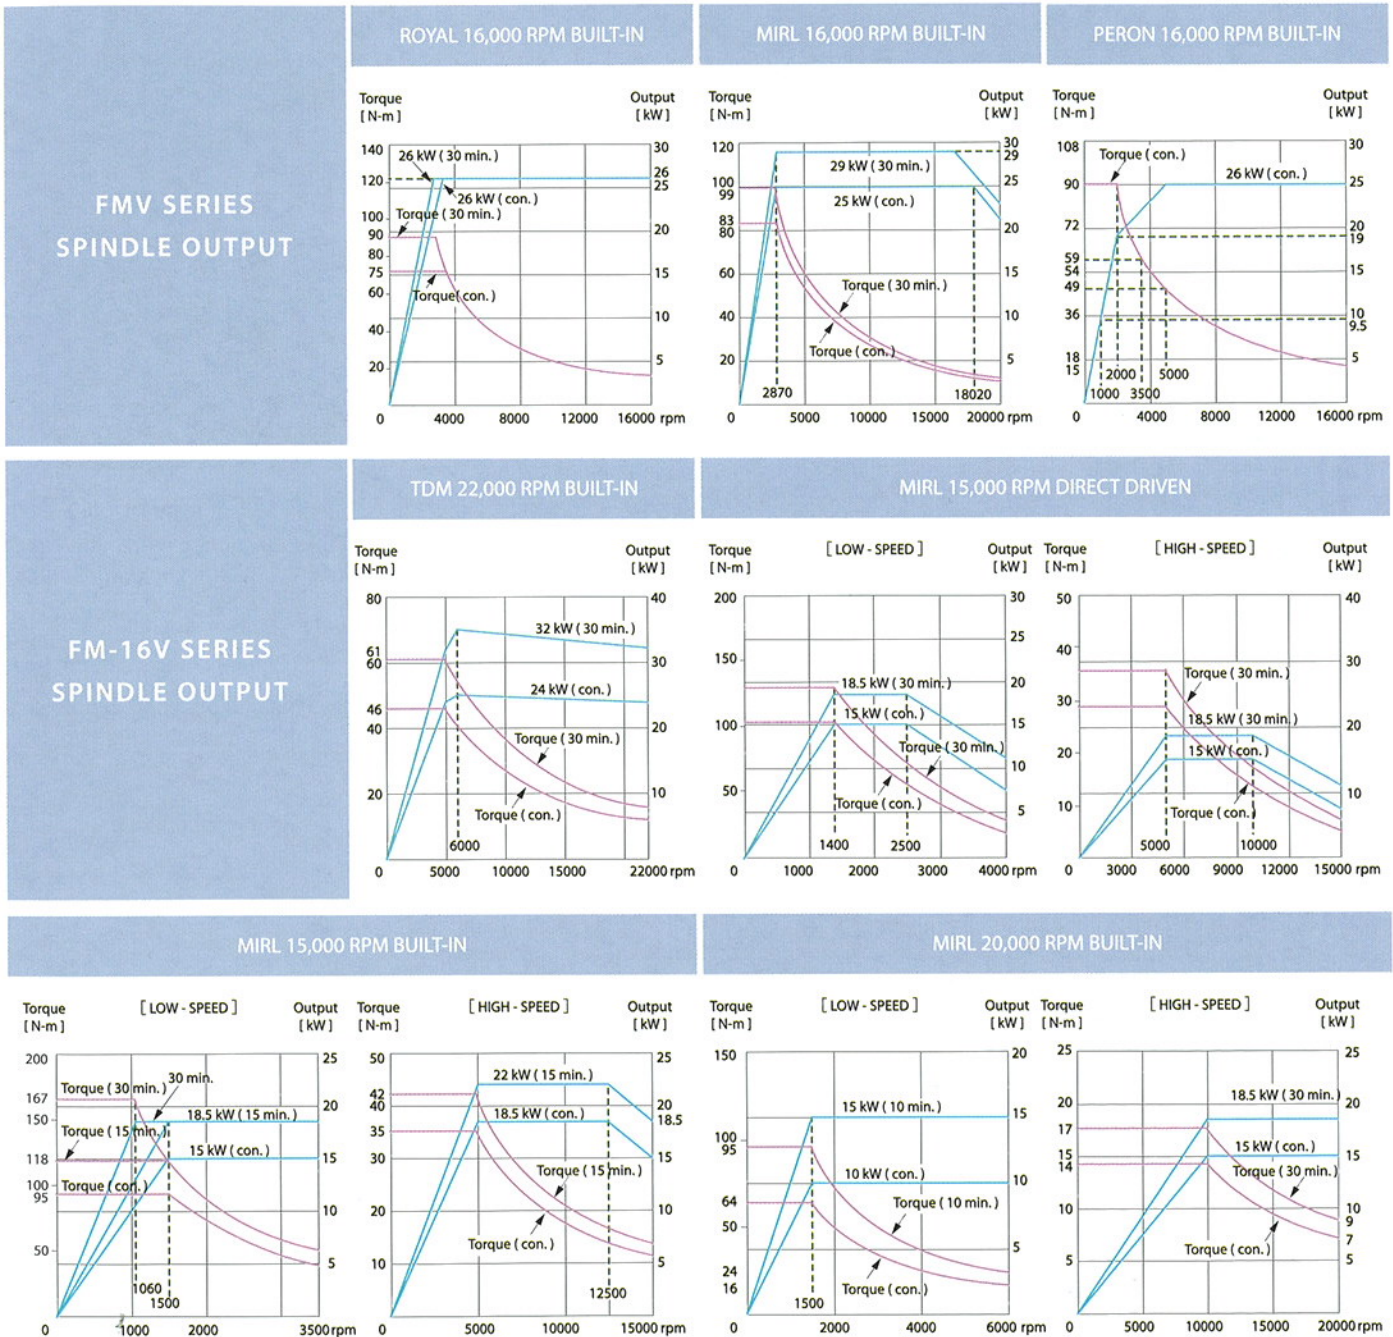 FMV SERIES
SPINDLE OUTPUT
ROYAL 16,000 RPM BUILT-IN
Torque
[ N-m ]
Output
[ kW ]
140
120
100
90
80
75
60
40
20
30
26
25
20
15
10
5
26 kW ( 30 min.)
26 kW ( con. )
Torque ( 30 min.)
Torque( con.)
0 4000 8000 12000 16000 rpm
MIRL 16,000 RPM BUILT-IN
Torque
[ N-m ]
Output
[ kW ]
120
100
99
83
80
60
40
20
30
29
25
20
15
10
5
29 kW ( 30 min.)
25 kW ( con.)
Torque ( 30 min.)
Torque ( con.)
2870
18020
0 5000 10000 15000 20000 rpm
PERON 16,000 RPM BUILT-IN
Torque
[ N-m ]
Output
[ kW ]
108
90
72
59
54
49
36
18
15
30
25
20
19
15
10
9.5
5
Torque ( con.)
26 kW ( con.)
2000
5000
1000
3500
0 4000 8000 12000 16000 rpm
FM-16V SERIES
SPINDLE OUTPUT
TDM 22,000 RPM BUILT-IN
Torque
[ N-m ]
Output
[ kW ]
80
61
60
46
40
20
40
30
20
10
32 kW ( 30 min.)
24 kW ( con.)
Torque ( 30 min.)
Torque ( con.)
6000
0 5000 10000 15000 22000 rpm
MIRL 15,000 RPM DIRECT DRIVEN
[ LOW - SPEED ]
Torque
[ N-m ]
Output
[ kW ]
200
150
100
50
30
25
20
15
10
5
18.5 kW ( 30 min.)
15 kW ( con.)
Torque ( 30 min.)
Torque ( con.)
1400
2500
0 1000 2000 3000 4000 rpm
[ HIGH - SPEED ]
Torque
[ N-m ]
Output
[ kW ]
50
40
30
20
10
40
30
20
10
Torque ( 30 min.)
18.5 kW ( 30 min.)
15 kW ( con.)
Torque ( con.)
5000
10000
0 3000 6000 9000 15000 rpm
MIRL 15,000 RPM BUILT-IN
[ LOW - SPEED ]
Torque
[ N-m ]
Output
[ kW ]
200
167
150
118
100
95
50
25
20
15
10
5
Torque ( 30 min.)
30 min.
18.5 kW ( 15 min.)
Torque ( 15 min.)
15 kW ( con.)
Torque ( con.)
1060
1500
0 1000 2000 3500 rpm
[ HIGH - SPEED ]
Torque
[ N-m ]
Output
[ kW ]
50
42
40
35
30
20
10
25
20
18.5
15
10
5
22 kW ( 15 min.)
18.5 kW ( con.)
Torque ( 15 min.)
Torque ( con.)
12500
0 5000 10000 15000 rpm
MIRL 20,000 RPM BUILT-IN
[ LOW - SPEED ]
Torque
[ N-m ]
Output
[ kW ]
150
100
95
64
50
24
16
20
15
10
5
15 kW ( 10 min.)
10 kW ( con.)
Torque ( 10 min.)
Torque ( con.)
1500
0 2000 4000 6000 rpm
[ HIGH - SPEED ]
Torque
[ N-m ]
Output
[ kW ]
25
20
17
15
14
10
5
25
20
15
10
9
7
5
18.5 kW ( 30 min.)
15 kW ( con.)
Torque ( 30 min.)
Torque ( con.)
0 5000 10000 15000 20000 rpm